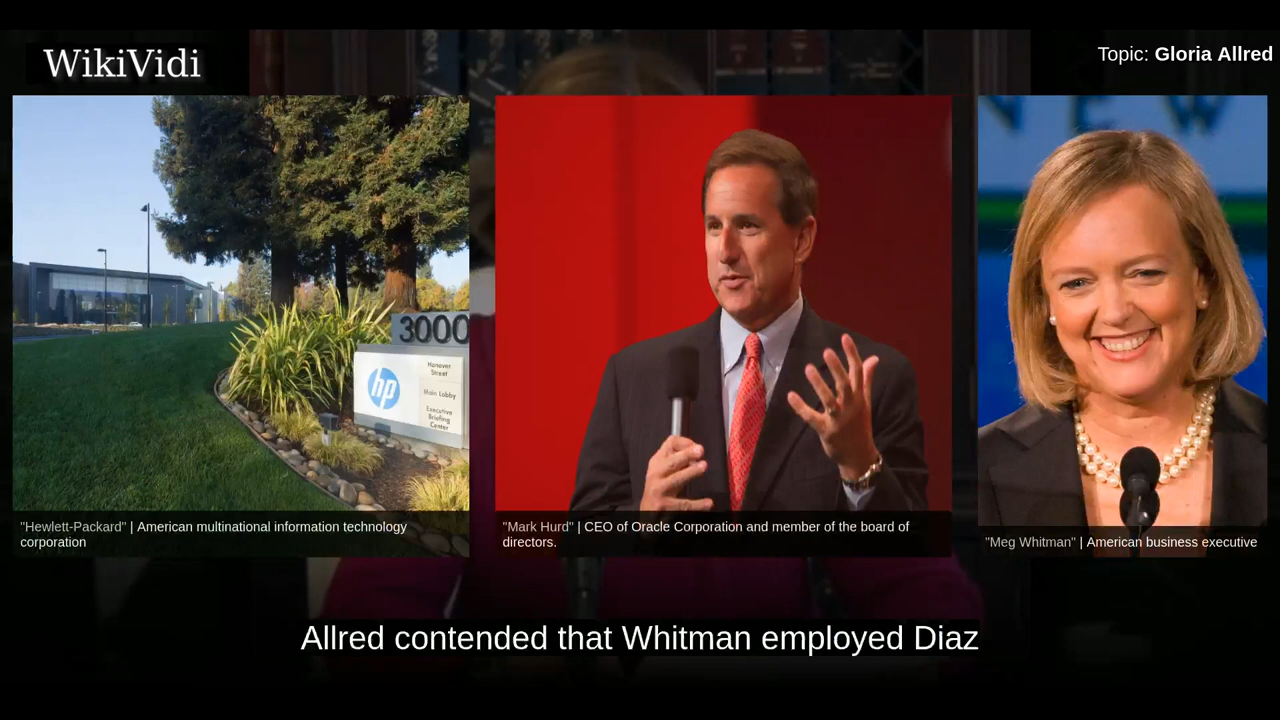 WikiVidi
Topic: Gloria Allred
NEW
3000
hp
Hanover
Street
Main Lobby
Executive
Briefing
Center
"Hewlett-Packard" | American multinational information technology
corporation
"Mark Hurd" | CEO of Oracle Corporation and member of the board of
directors.
"Meg Whitman" | American business executive
Allred contended that Whitman employed Diaz